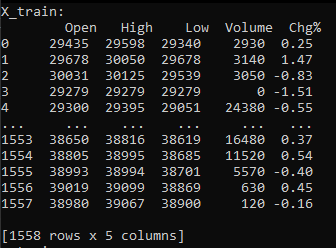 X_train:
Open High Low Volume Chg%
0 29435 29598 29340 2930 0.25
1 29678 30050 29678 3140 1.47
2 30031 30125 29539 3050 -0.83
3 29279 29279 29279 0 -1.51
4 29300 29395 29051 24380 -0.55
... ... ... ... ... ...
1553 38650 38816 38619 16480 0.37
1554 38805 38995 38685 11520 0.54
1555 38993 38994 38701 5570 -0.40
1556 39019 39099 38869 630 0.45
1557 38980 39067 38900 120 -0.16
[1558 rows x 5 columns]